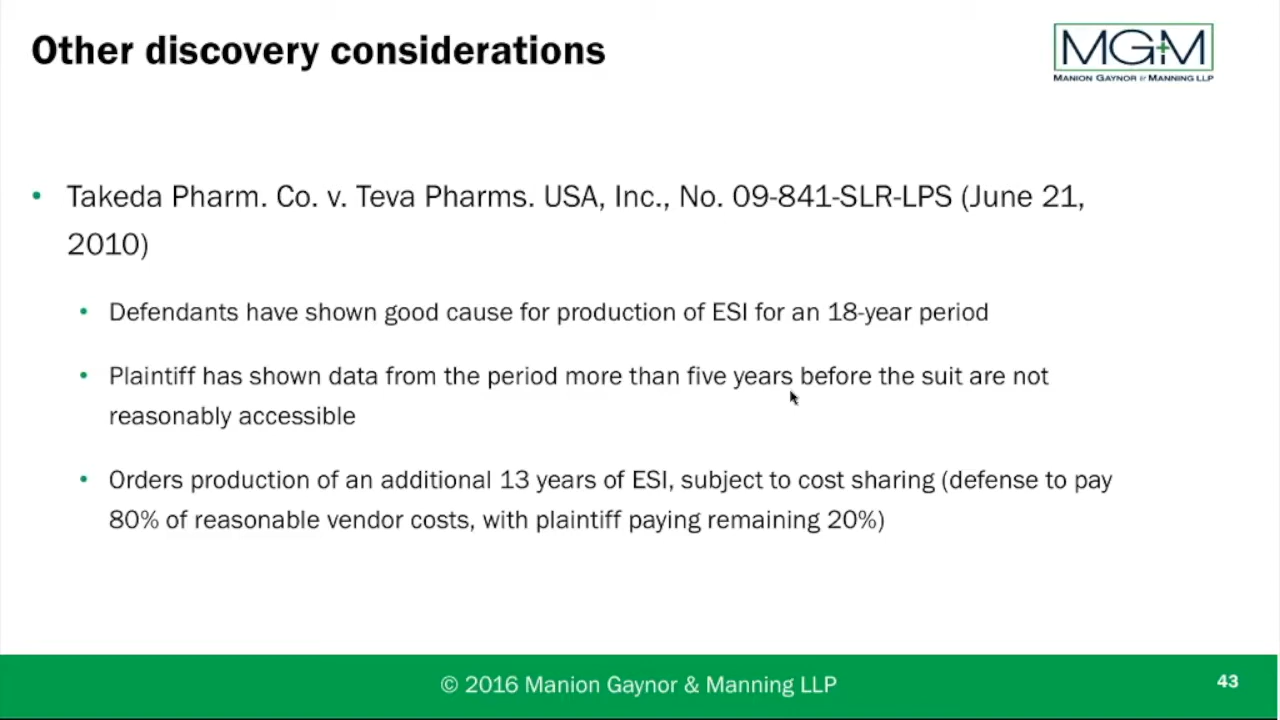 Other discovery considerations
MG+M
MANION GAYNOR & MANNING LLP
• Takeda Pharm. Co. v. Teva Pharms. USA, Inc., No. 09-841-SLR-LPS (June 21,
2010)
• Defendants have shown good cause for production of ESI for an 18-year period
• Plaintiff has shown data from the period more than five years before the suit are not
reasonably accessible
• Orders production of an additional 13 years of ESI, subject to cost sharing (defense to pay
80% of reasonable vendor costs, with plaintiff paying remaining 20%)
© 2016 Manion Gaynor & Manning LLP
43